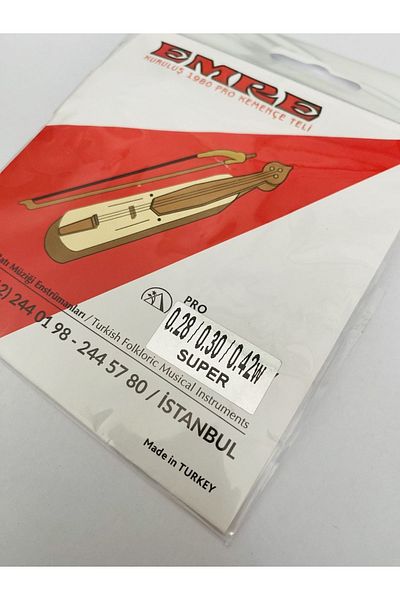 EMRE
KURULUŞ 1980 PRO KEMENÇE TELİ
Müziği Enstrümanları / Turkish Folkloric Musical Instruments
2) 244 01 98 - 244 57 80 / İSTANBUL
PRO
0.28 / 0.30 / 0.42W
SUPER
Made in TURKEY